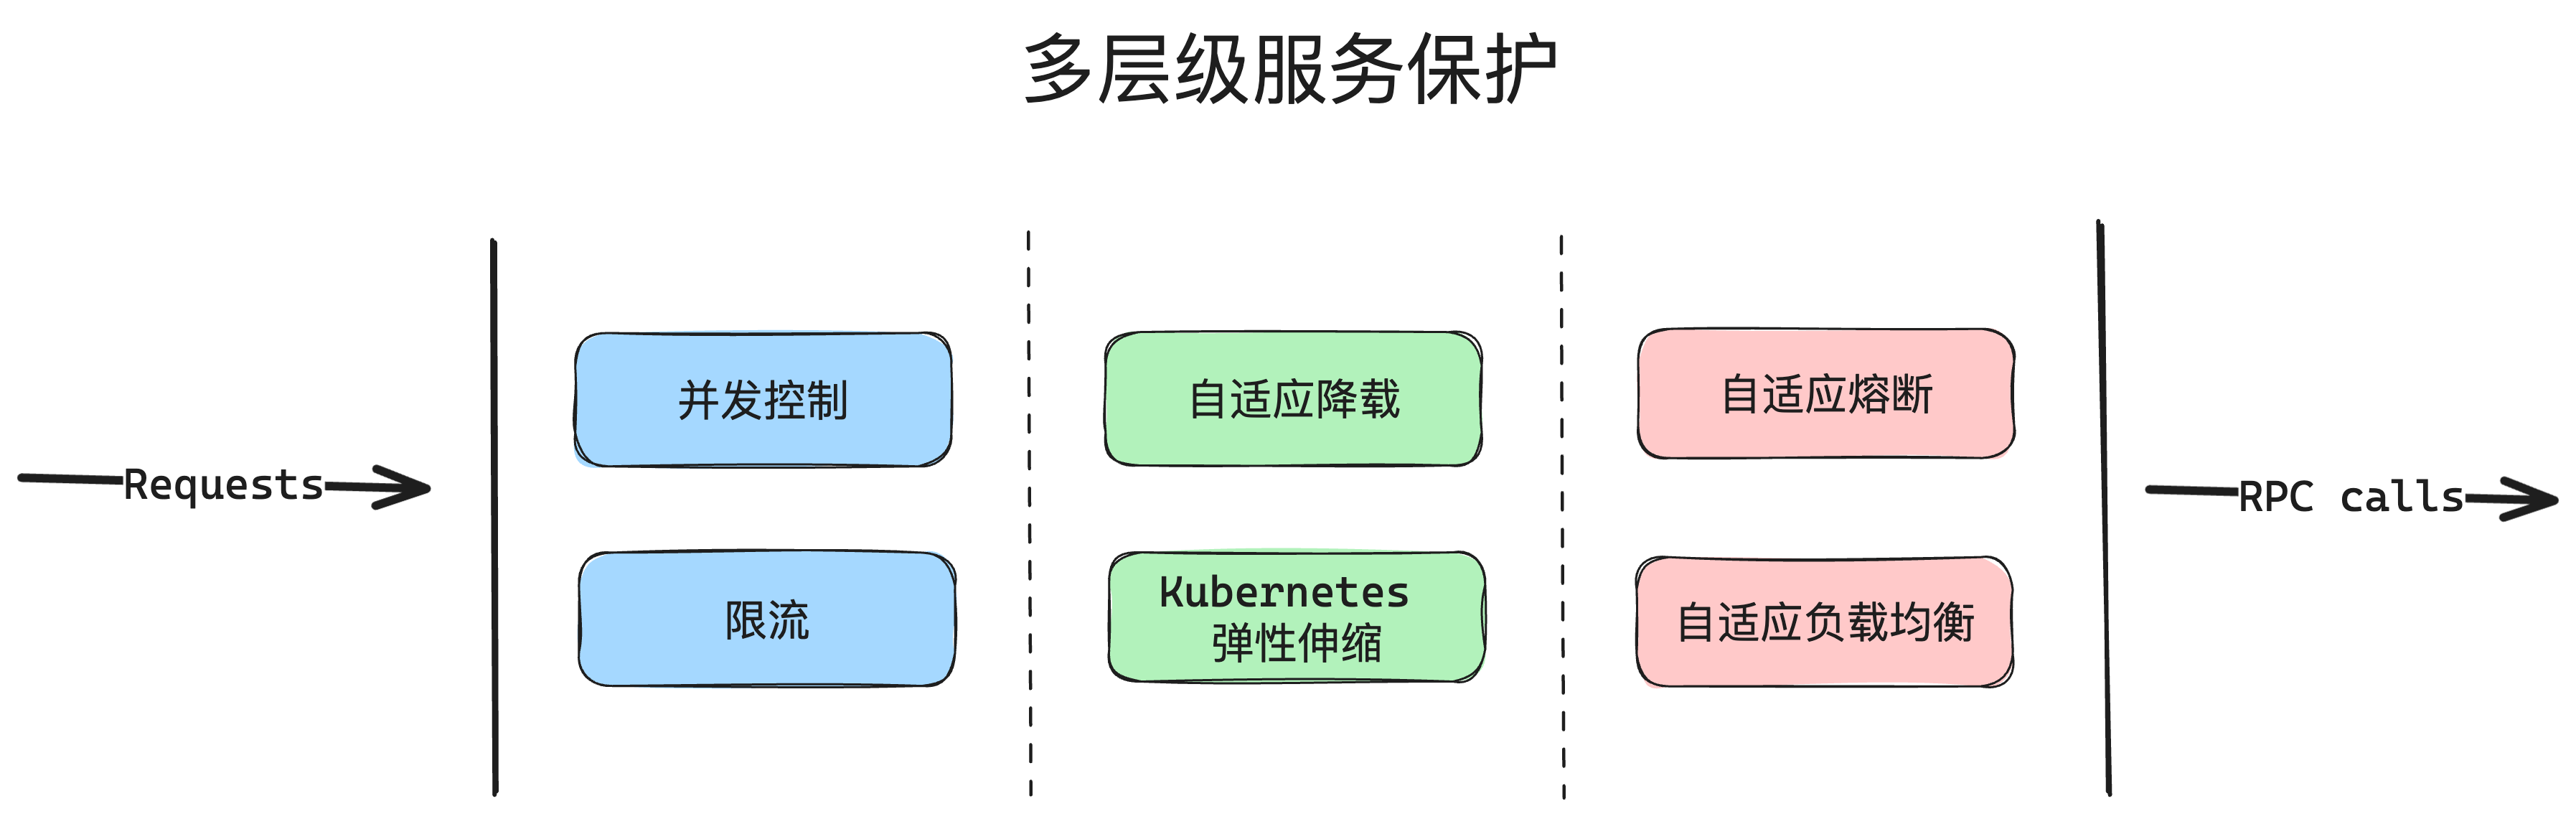 多层级服务保护
Requests
并发控制
限流
自适应降载
Kubernetes
弹性伸缩
自适应熔断
自适应负载均衡
RPC calls